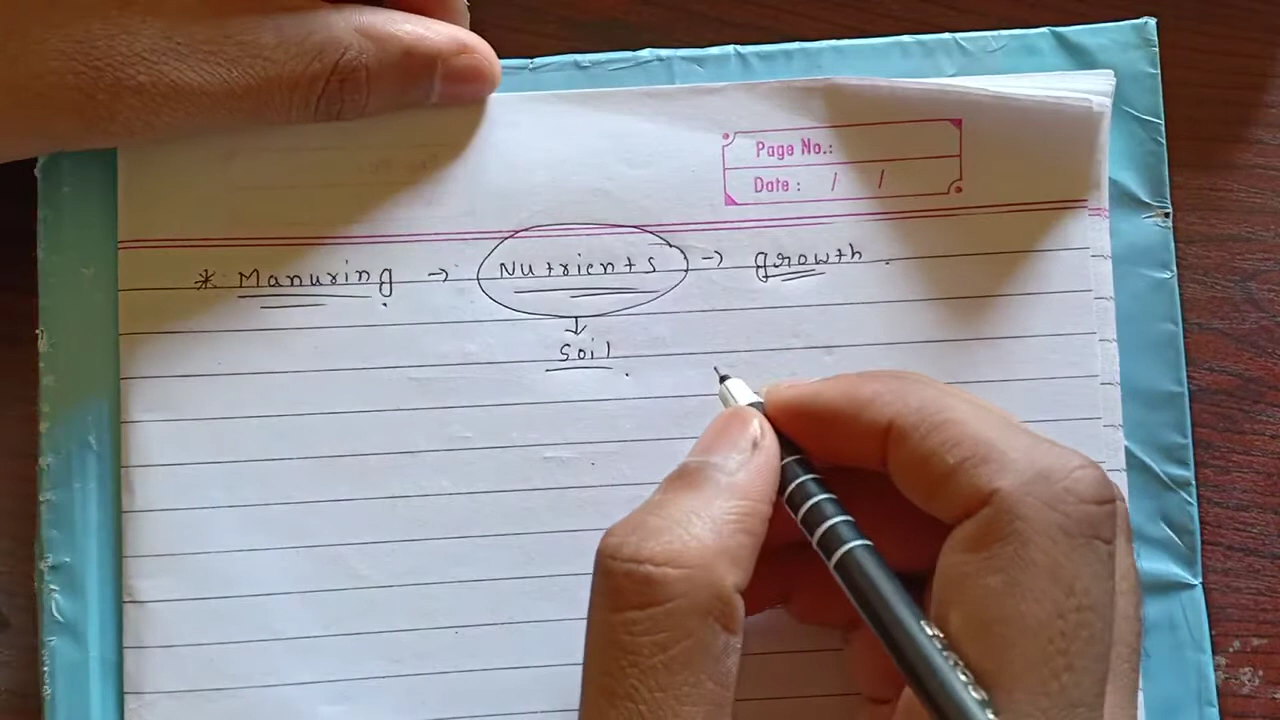 Page No.:
Date : / /
* Manuring → Nutrients → growth.
↓
Soil.